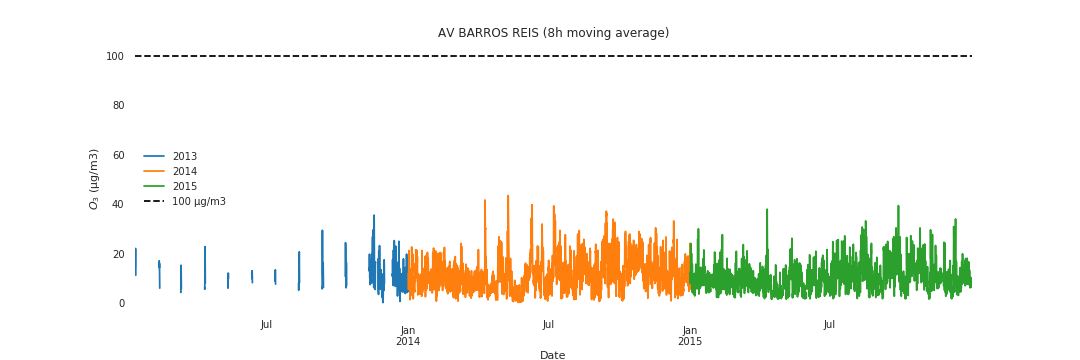 AV BARROS REIS (8h moving average)
100
80
60
40
20
0
O3 (µg/m3)
2013
2014
2015
100 µg/m3
Jul
Jan
2014
Jul
Jan
2015
Jul
Date